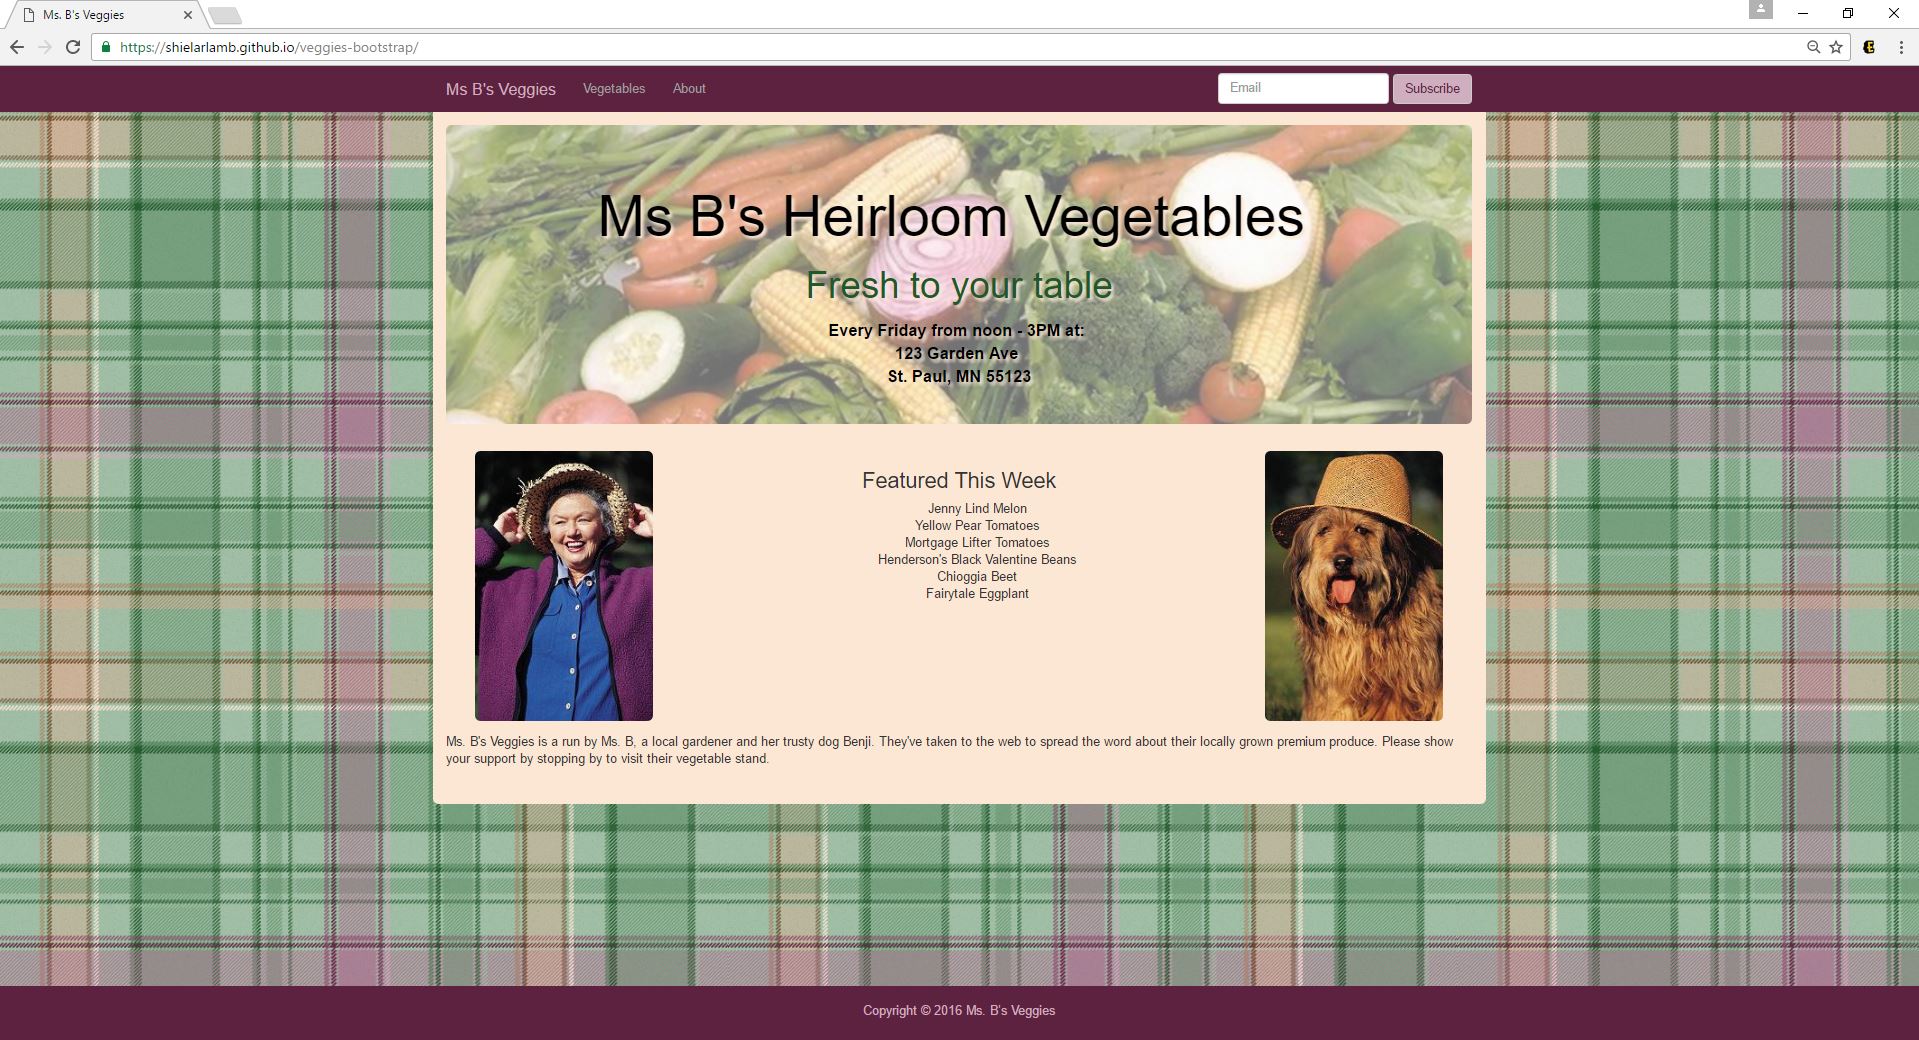 Ms. B's Veggies
https://shielarlamb.github.io/veggies-bootstrap/
Ms B's Veggies Vegetables About Email Subscribe
Ms B's Heirloom Vegetables
Fresh to your table
Every Friday from noon - 3PM at:
123 Garden Ave
St. Paul, MN 55123
Featured This Week
Jenny Lind Melon
Yellow Pear Tomatoes
Mortgage Lifter Tomatoes
Henderson's Black Valentine Beans
Chioggia Beet
Fairytale Eggplant
Ms. B's Veggies is a run by Ms. B, a local gardener and her trusty dog Benji. They've taken to the web to spread the word about their locally grown premium produce. Please show
your support by stopping by to visit their vegetable stand.
Copyright © 2016 Ms. B's Veggies